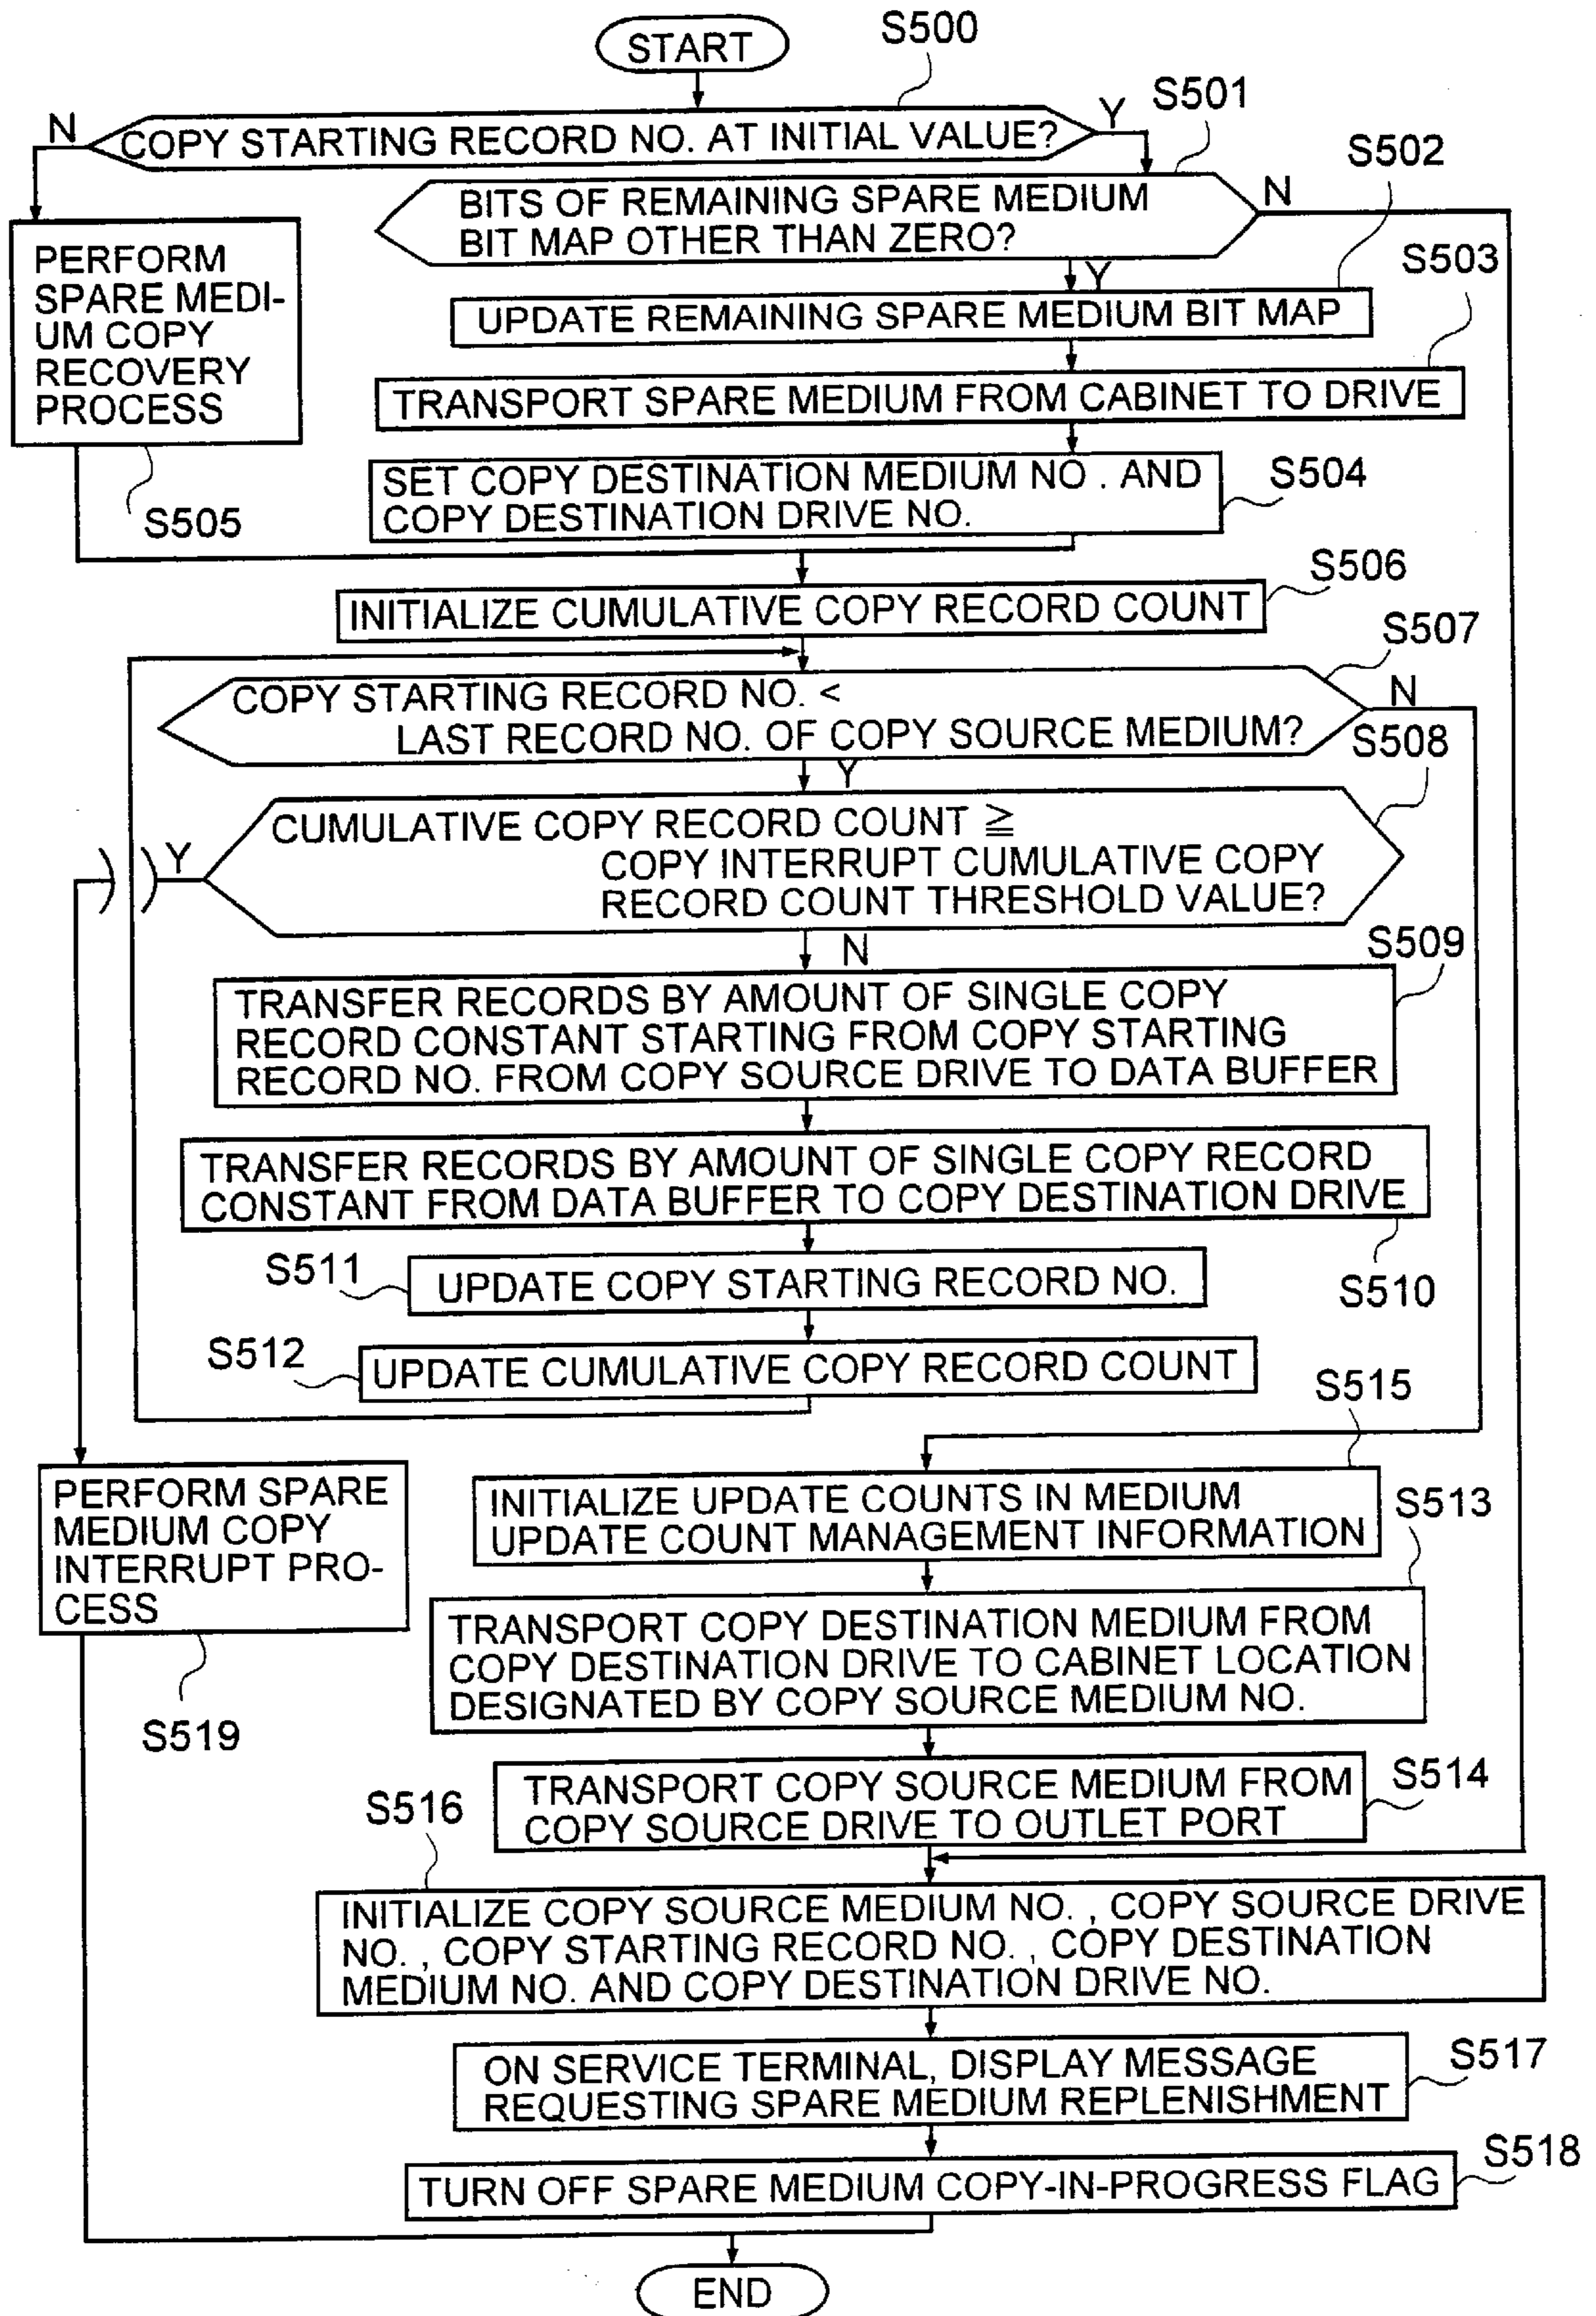 START
S500
N
COPY STARTING RECORD NO. AT INITIAL VALUE?
Y
S501
BITS OF REMAINING SPARE MEDIUM
BIT MAP OTHER THAN ZERO?
N
S502
Y
UPDATE REMAINING SPARE MEDIUM BIT MAP
S503
PERFORM
SPARE MEDI-
UM COPY
RECOVERY
PROCESS
S505
TRANSPORT SPARE MEDIUM FROM CABINET TO DRIVE
SET COPY DESTINATION MEDIUM NO . AND
COPY DESTINATION DRIVE NO.
S504
INITIALIZE CUMULATIVE COPY RECORD COUNT
S506
S507
COPY STARTING RECORD NO. <
LAST RECORD NO. OF COPY SOURCE MEDIUM?
N
Y
S508
CUMULATIVE COPY RECORD COUNT ≧
COPY INTERRUPT CUMULATIVE COPY
RECORD COUNT THRESHOLD VALUE?
Y
N
S509
TRANSFER RECORDS BY AMOUNT OF SINGLE COPY
RECORD CONSTANT STARTING FROM COPY STARTING
RECORD NO. FROM COPY SOURCE DRIVE TO DATA BUFFER
TRANSFER RECORDS BY AMOUNT OF SINGLE COPY RECORD
CONSTANT FROM DATA BUFFER TO COPY DESTINATION DRIVE
S510
S511
UPDATE COPY STARTING RECORD NO.
S512
UPDATE CUMULATIVE COPY RECORD COUNT
S515
INITIALIZE UPDATE COUNTS IN MEDIUM
UPDATE COUNT MANAGEMENT INFORMATION
S513
PERFORM SPARE
MEDIUM COPY
INTERRUPT PRO-
CESS
S519
TRANSPORT COPY DESTINATION MEDIUM FROM
COPY DESTINATION DRIVE TO CABINET LOCATION
DESIGNATED BY COPY SOURCE MEDIUM NO.
TRANSPORT COPY SOURCE MEDIUM FROM
COPY SOURCE DRIVE TO OUTLET PORT
S514
S516
INITIALIZE COPY SOURCE MEDIUM NO. , COPY SOURCE DRIVE
NO. , COPY STARTING RECORD NO. , COPY DESTINATION
MEDIUM NO. AND COPY DESTINATION DRIVE NO.
ON SERVICE TERMINAL, DISPLAY MESSAGE
REQUESTING SPARE MEDIUM REPLENISHMENT
S517
TURN OFF SPARE MEDIUM COPY-IN-PROGRESS FLAG
S518
END